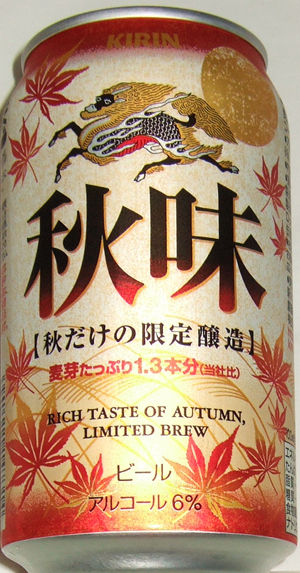 KIRIN
秋味
【秋だけの限定醸造】
麦芽たっぷり1.3本分(当社比)
RICH TASTE OF AUTUMN,
LIMITED BREW
ビール
アルコール 6%